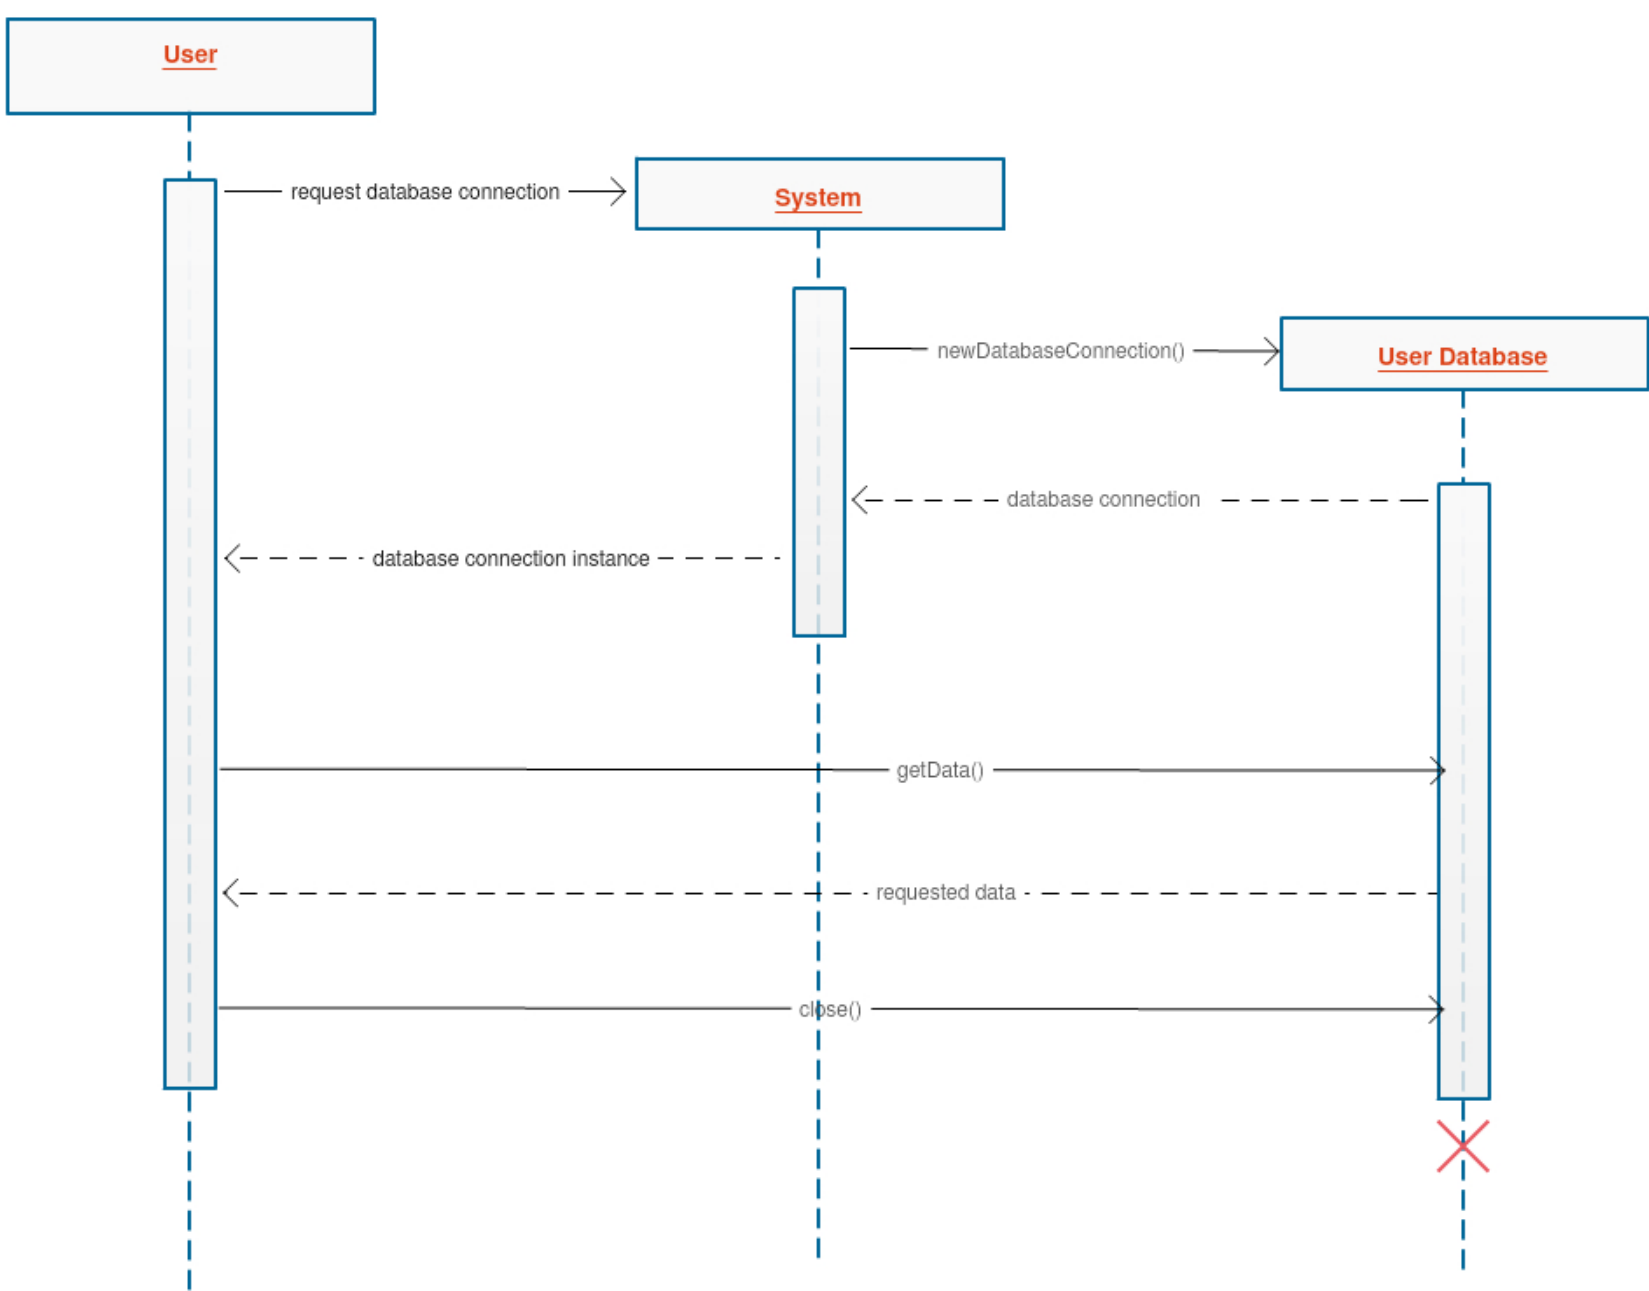 User
request database connection
System
newDatabaseConnection()
User Database
database connection
database connection instance
getData()
requested data
close()